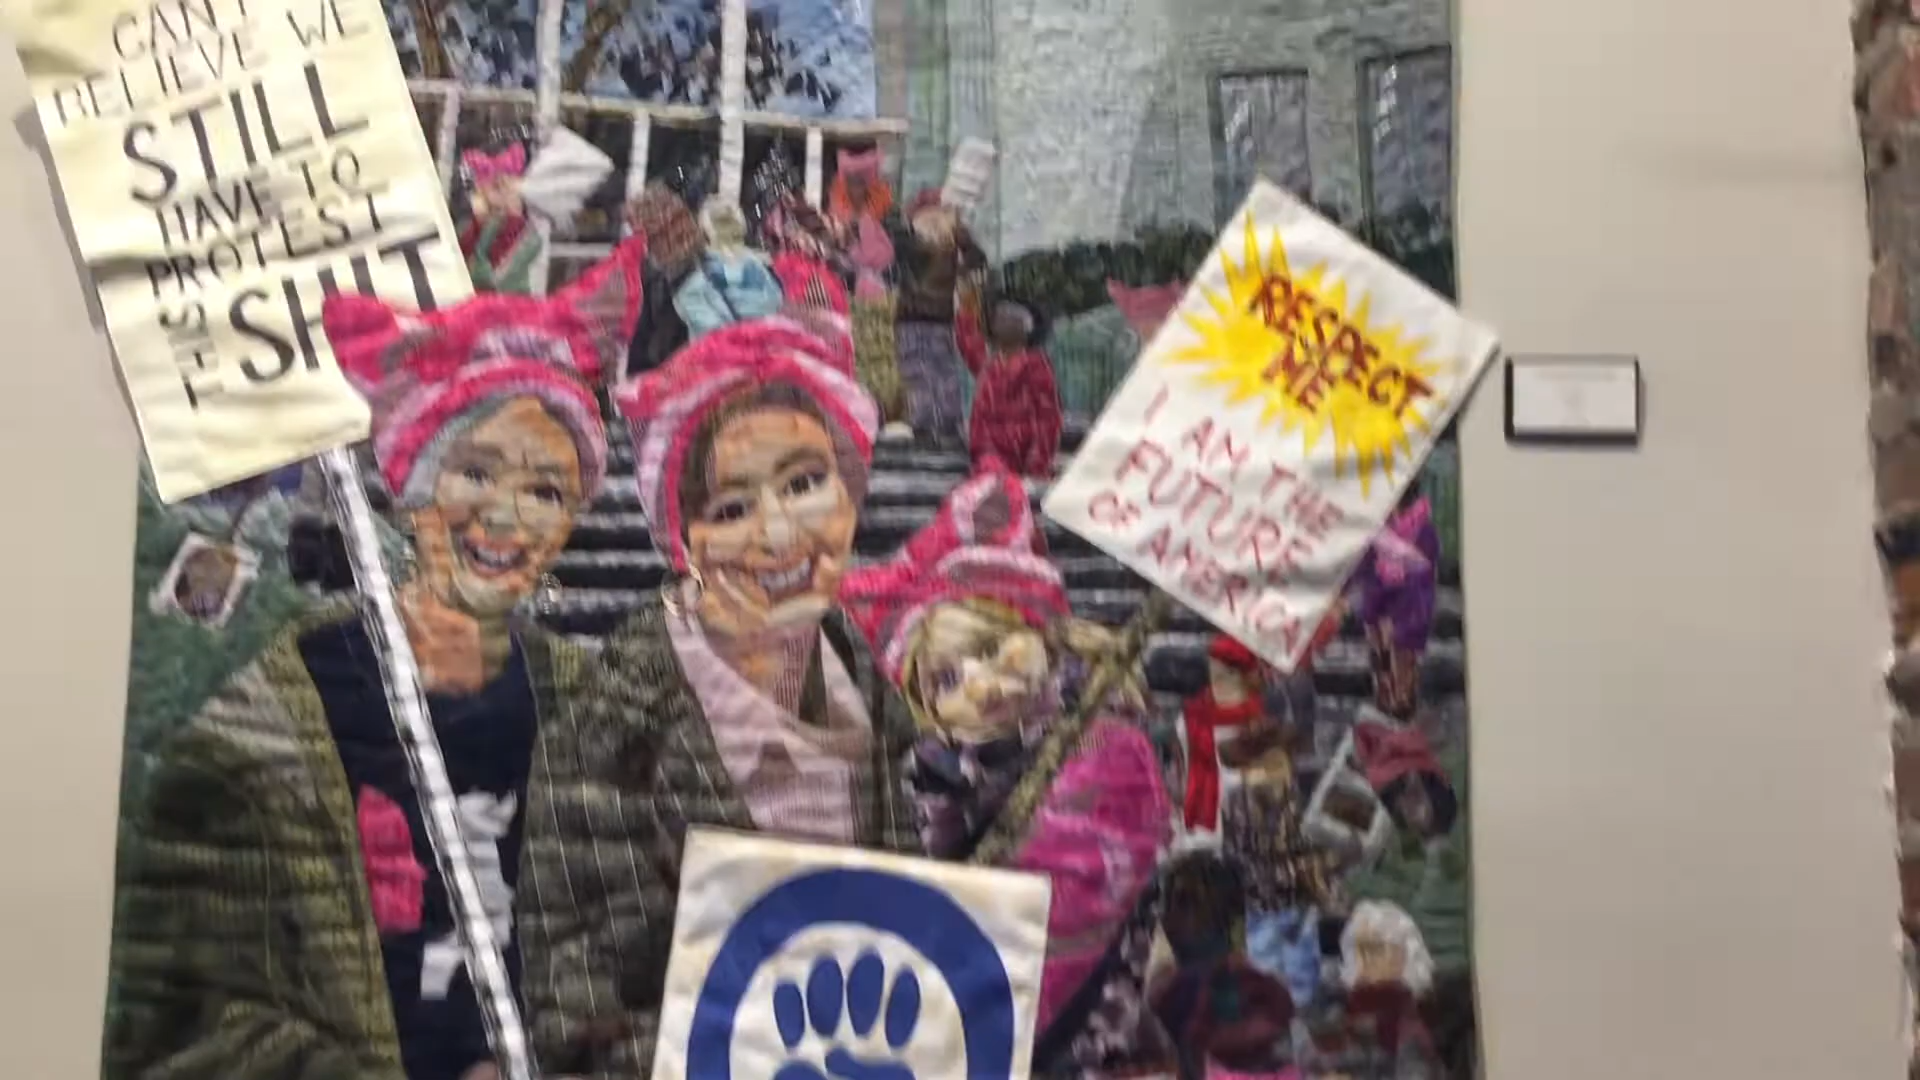 CAN'T
BELIEVE WE
STILL
HAVE TO
PROTEST
THIS SHIT
RESPECT
ME
I AM THE
FUTURE
OF AMERICA